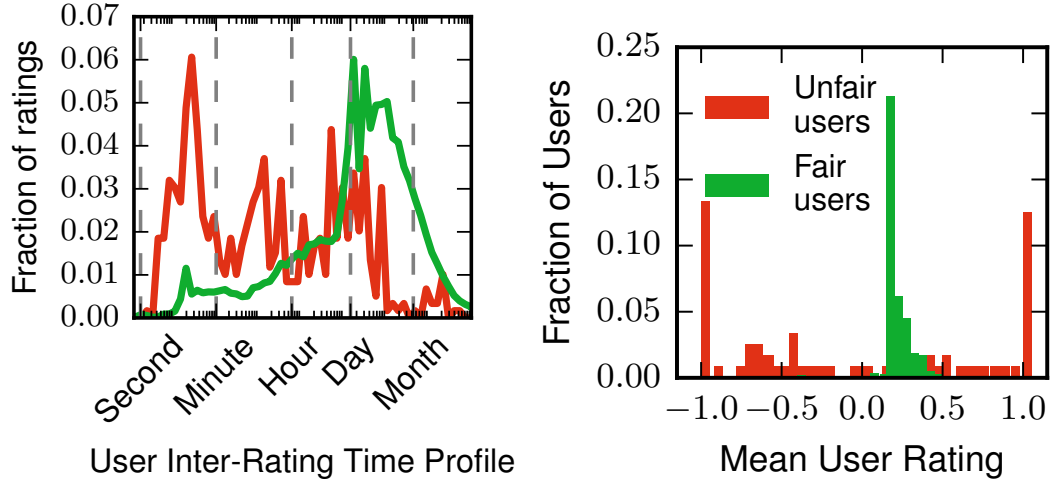 Fraction of ratings
0.07
0.06
0.05
0.04
0.03
0.02
0.01
0.00
Second
Minute
Hour
Day
Month
User Inter-Rating Time Profile
Fraction of Users
0.25
0.20
0.15
0.10
0.05
0.00
Unfair
users
Fair
users
−1.0 −0.5 0.0 0.5 1.0
Mean User Rating